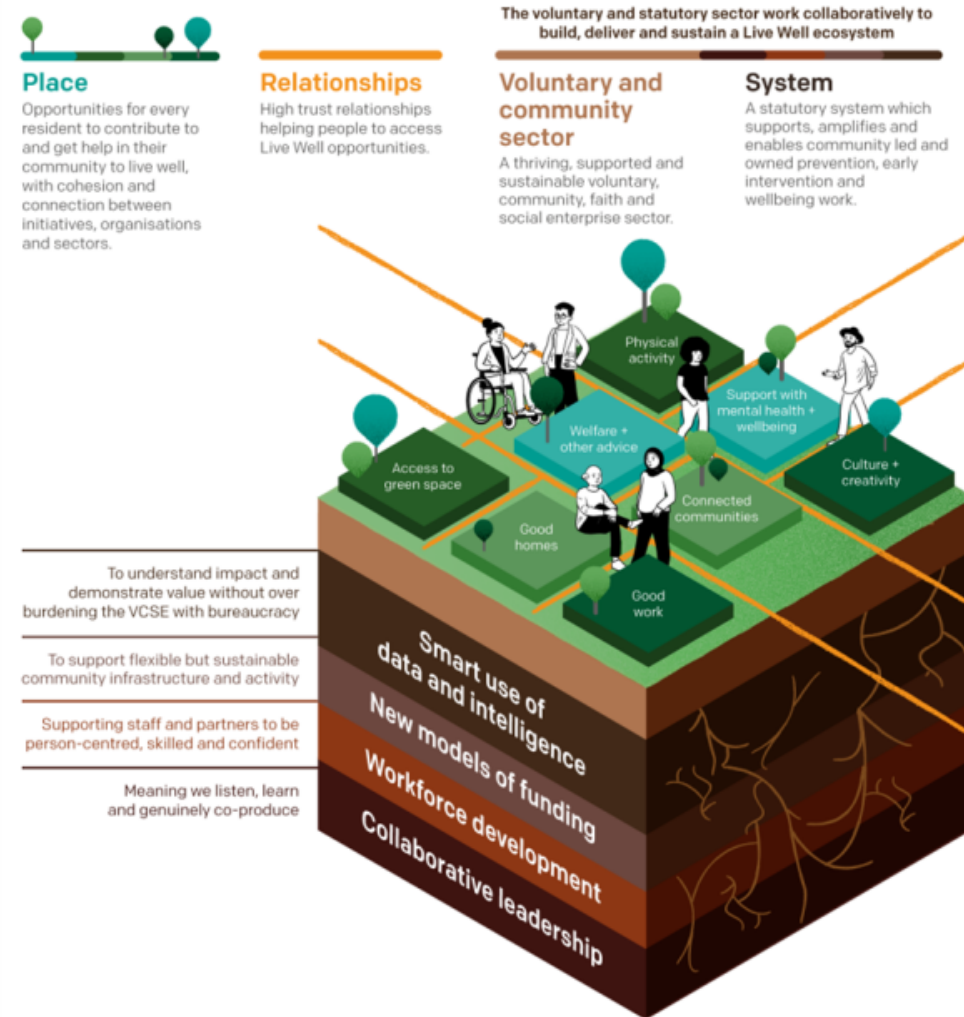 The voluntary and statutory sector work collaboratively to
build, deliver and sustain a Live Well ecosystem
Place
Opportunities for every
resident to contribute to
and get help in their
community to live well,
with cohesion and
connection between
initiatives, organisations
and sectors.
Relationships
High trust relationships
helping people to access
Live Well opportunities.
Voluntary and
community
sector
A thriving, supported and
sustainable voluntary,
community, faith and
social enterprise sector.
System
A statutory system which
supports, amplifies and
enables community led and
owned prevention, early
intervention and
wellbeing work.
Physical
activity
Support with
mental health +
wellbeing
Welfare +
other advice
Culture +
creativity
Access to
green space
Connected
communities
Good
homes
Good
work
To understand impact and
demonstrate value without over
burdening the VCSE with bureaucracy
To support flexible but sustainable
community infrastructure and activity
Supporting staff and partners to be
person-centred, skilled and confident
Meaning we listen, learn
and genuinely co-produce
Smart use of
data and intelligence
New models of funding
Workforce development
Collaborative leadership